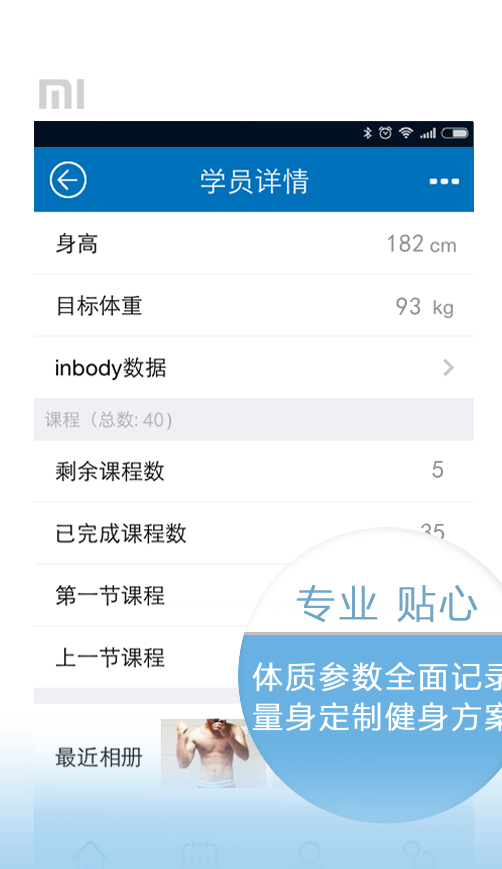 MI
学员详情
身高 182 cm
目标体重 93 kg
inbody数据
课程（总数: 40）
剩余课程数 5
已完成课程数 35
第一节课程
上一节课程
专业 贴心
体质参数全面记录
量身定制健身方案
最近相册